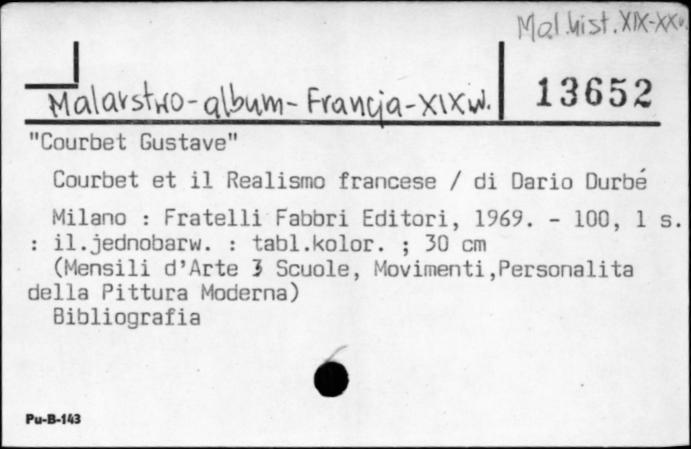 Mal.hist.XIX-XXw.
Malarstwo-album-Francja-XIXw.
13652
"Courbet Gustave"
Courbet et il Realismo francese / di Dario Durbé
Milano : Fratelli Fabbri Editori, 1969. - 100, 1 s.
: il.jednobarw. : tabl.kolor. ; 30 cm
(Mensili d'Arte 3 Scuole, Movimenti,Personalita
della Pittura Moderna)
Bibliografia
Pu-B-143